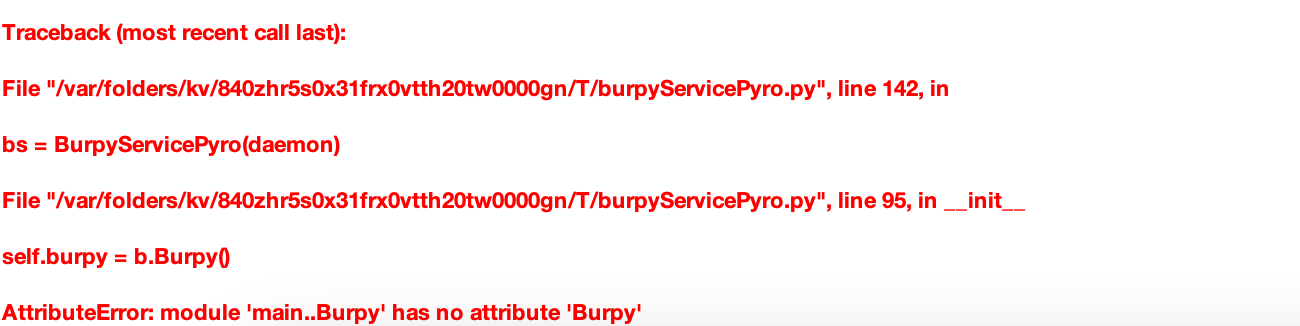 Traceback (most recent call last):
File "/var/folders/kv/840zhr5s0x31frx0vtth20tw0000gn/T/burpyServicePyro.py", line 142, in
bs = BurpyServicePyro(daemon)
File "/var/folders/kv/840zhr5s0x31frx0vtth20tw0000gn/T/burpyServicePyro.py", line 95, in __init__
self.burpy = b.Burpy()
AttributeError: module 'main..Burpy' has no attribute 'Burpy'